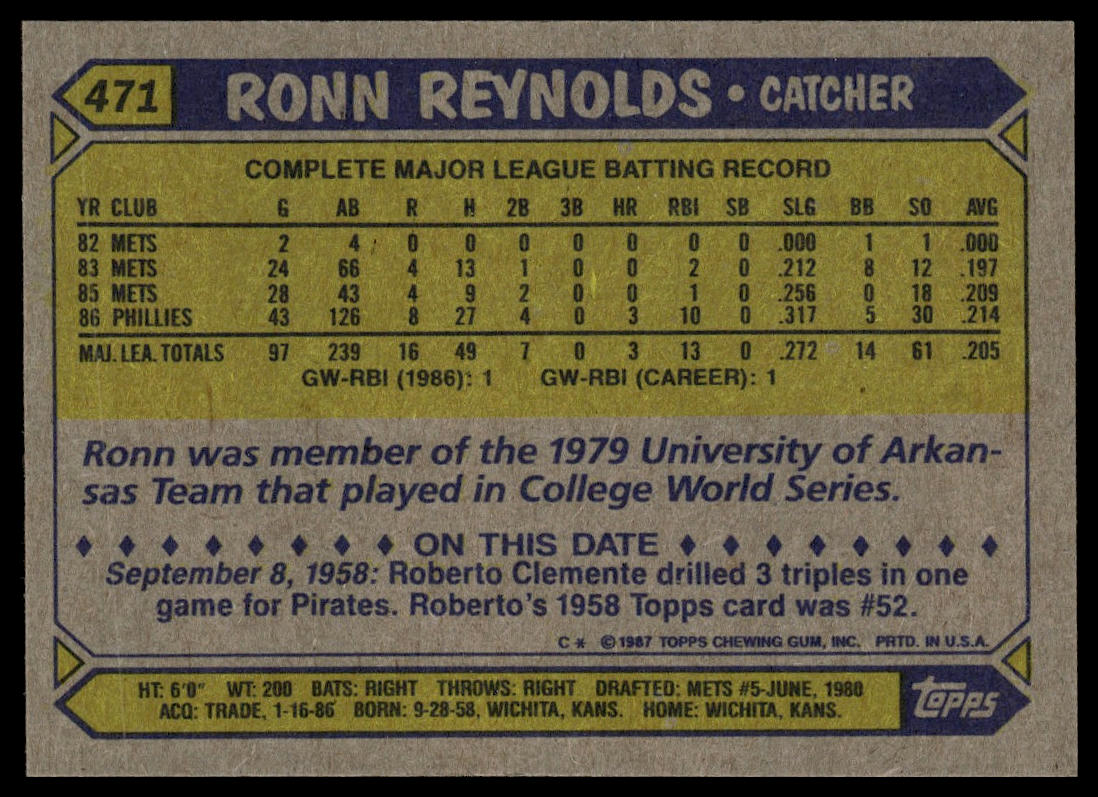 471 RONN REYNOLDS • CATCHER
COMPLETE MAJOR LEAGUE BATTING RECORD
YR CLUB G AB R H 2B 3B HR RBI SB SLG BB SO AVG
82 METS 2 4 0 0 0 0 0 0 0 .000 1 1 .000
83 METS 24 66 4 13 1 0 0 2 0 .212 8 12 .197
85 METS 28 43 4 9 2 0 0 1 0 .256 0 18 .209
86 PHILLIES 43 126 8 27 4 0 3 10 0 .317 5 30 .214
MAJ. LEA. TOTALS 97 239 16 49 7 0 3 13 0 .272 14 61 .205
GW-RBI (1986): 1 GW-RBI (CAREER): 1
Ronn was member of the 1979 University of Arkan-
sas Team that played in College World Series.
♦ ♦ ♦ ♦ ♦ ♦ ♦ ♦ ON THIS DATE ♦ ♦ ♦ ♦ ♦ ♦ ♦ ♦
September 8, 1958: Roberto Clemente drilled 3 triples in one
game for Pirates. Roberto's 1958 Topps card was #52.
C * ©1987 TOPPS CHEWING GUM, INC. PRTD. IN U.S.A.
HT: 6'0" WT: 200 BATS: RIGHT THROWS: RIGHT DRAFTED: METS #5-JUNE, 1980
ACQ: TRADE, 1-16-86 BORN: 9-28-58, WICHITA, KANS. HOME: WICHITA, KANS.
Topps